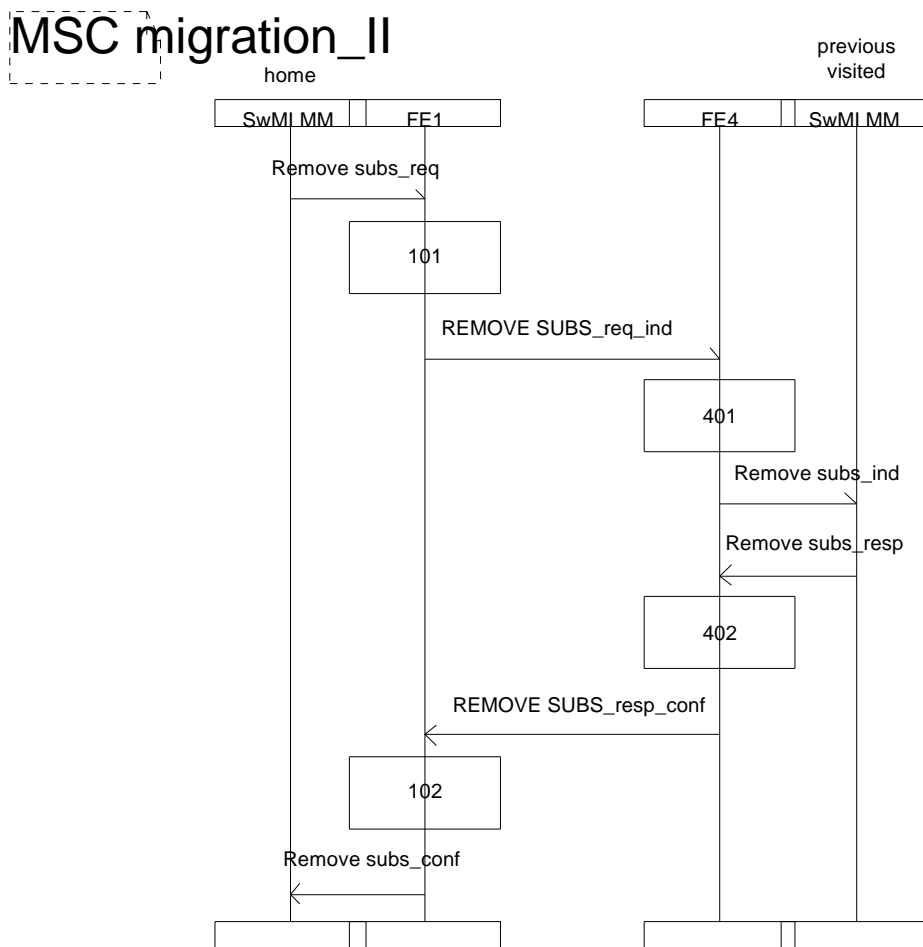 MSC migration_II
previous
visited
home
SwMI MM
FE1
FE4
SwMI MM
Remove subs_req
101
REMOVE SUBS_req_ind
401
Remove subs_ind
Remove subs_resp
402
REMOVE SUBS_resp_conf
102
Remove subs_conf